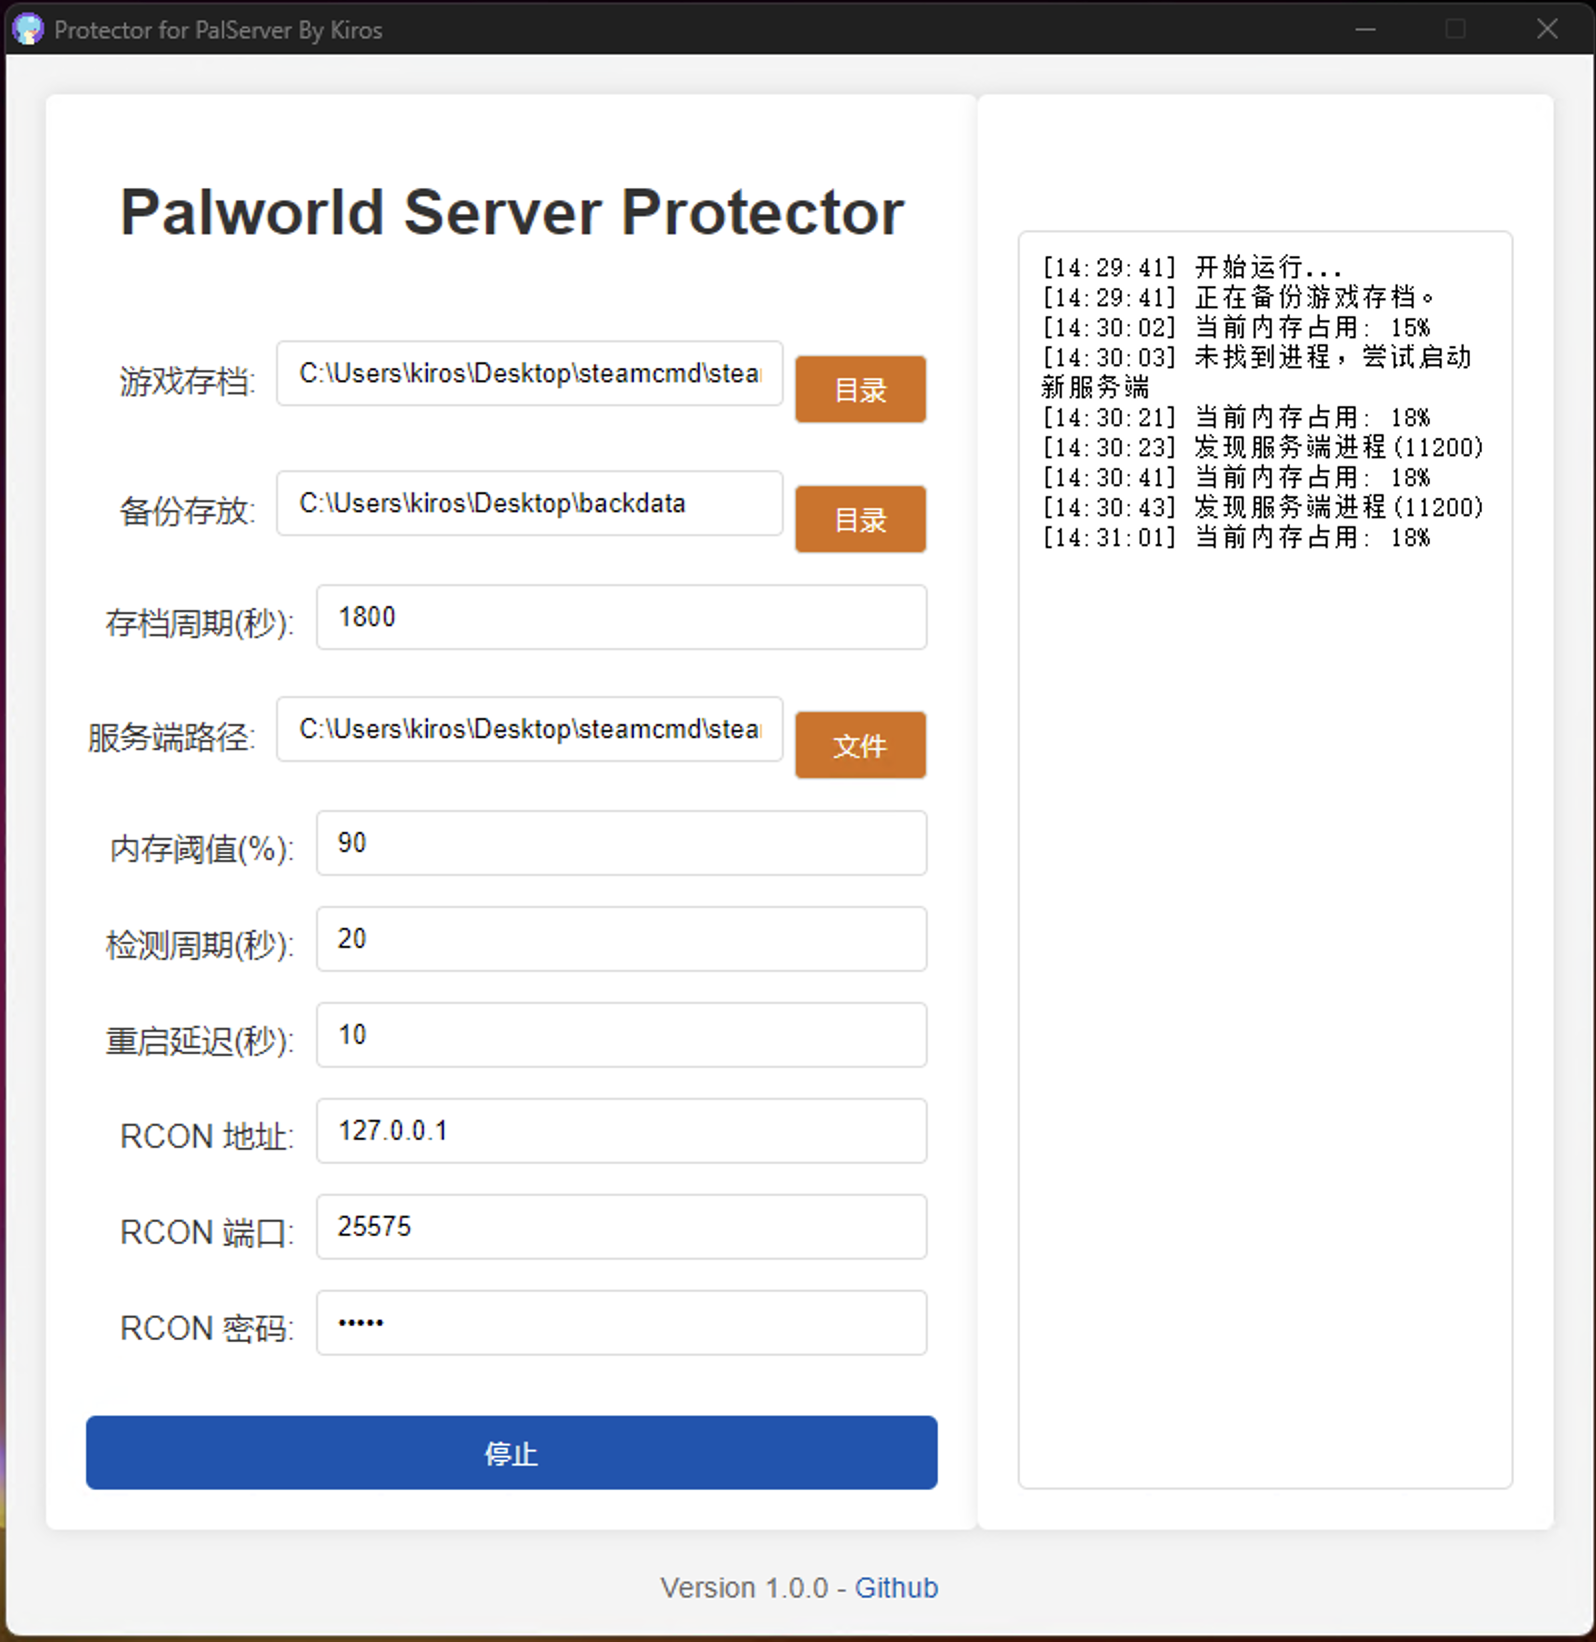 Protector for PalServer By Kiros
Palworld Server Protector
游戏存档: C:\Users\kiros\Desktop\steamcmd\stea 目录
备份存放: C:\Users\kiros\Desktop\backdata 目录
存档周期(秒): 1800
服务端路径: C:\Users\kiros\Desktop\steamcmd\stea 文件
内存阈值(%): 90
检测周期(秒): 20
重启延迟(秒): 10
RCON 地址: 127.0.0.1
RCON 端口: 25575
RCON 密码: •••••
停止
[14:29:41] 开始运行...
[14:29:41] 正在备份游戏存档。
[14:30:02] 当前内存占用: 15%
[14:30:03] 未找到进程，尝试启动
新服务端
[14:30:21] 当前内存占用: 18%
[14:30:23] 发现服务端进程(11200)
[14:30:41] 当前内存占用: 18%
[14:30:43] 发现服务端进程(11200)
[14:31:01] 当前内存占用: 18%
Version 1.0.0 - Github